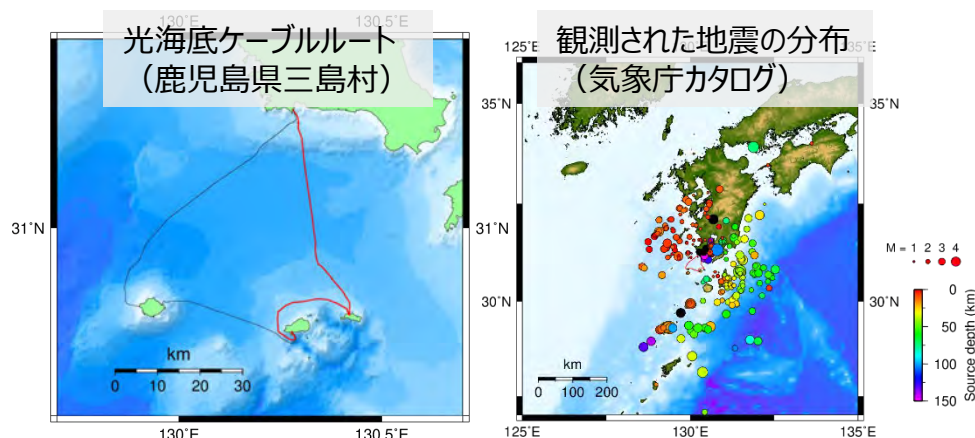 130˚E
130.5˚E
光海底ケーブルルート
（鹿児島県三島村）
31˚N
km
0 10 20 30
130˚E
130.5˚E
125˚E
130˚E
135˚E
観測された地震の分布
（気象庁カタログ）
35˚N
35˚N
30˚N
30˚N
km
0 100 200
125˚E
130˚E
135˚E
M = 1 2 3 4
0
50
100
150
Source depth (km)